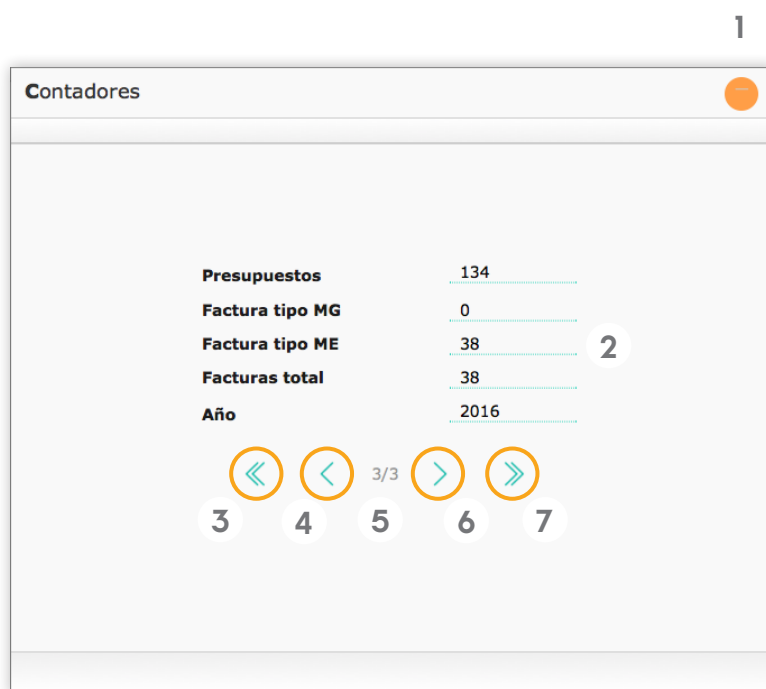 1
Contadores
Presupuestos 134
Factura tipo MG 0
Factura tipo ME 38
2
Facturas total 38
Año 2016
3/3
3 4 5 6 7